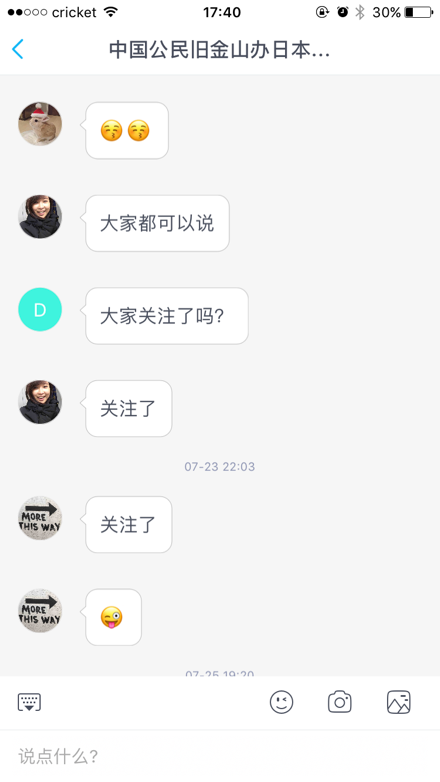 cricket 17:40 30%
中国公民旧金山办日本...
大家都可以说
D
大家关注了吗?
关注了
07-23 22:03
MORE
THIS WAY
关注了
MORE
THIS WAY
07-25 19:20
说点什么?